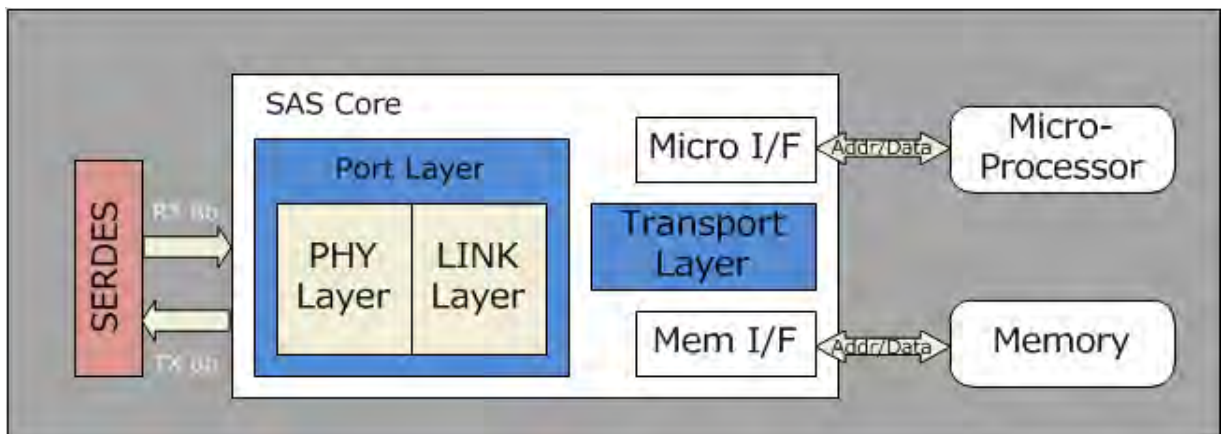 SAS Core
Port Layer
PHY
Layer
LINK
Layer
SERDES
RX
TX
Micro I/F
Transport
Layer
Mem I/F
Addr/Data
Addr/Data
Micro-
Processor
Memory